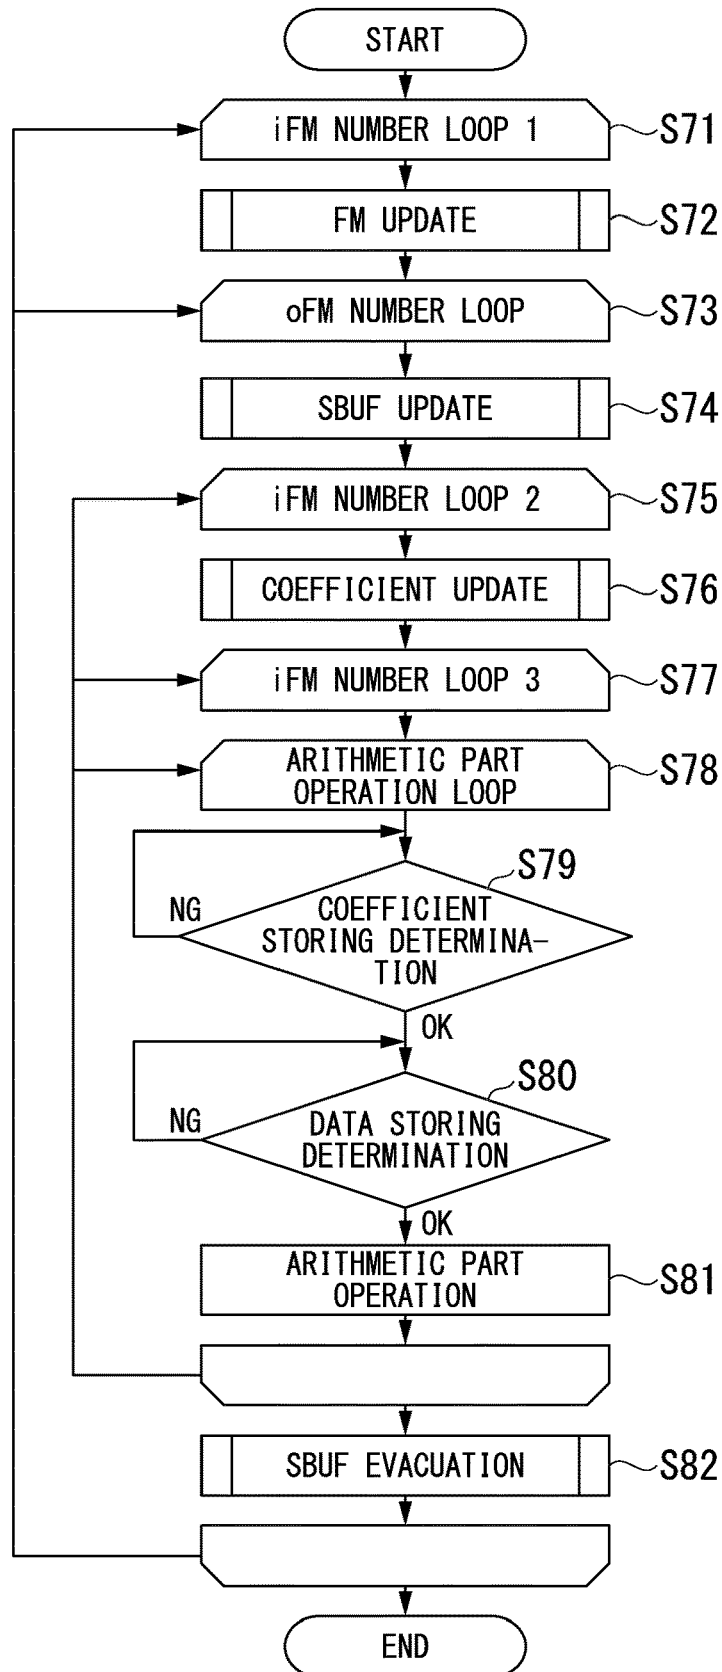 START
iFM NUMBER LOOP 1
S71
FM UPDATE
S72
oFM NUMBER LOOP
S73
SBUF UPDATE
S74
iFM NUMBER LOOP 2
S75
COEFFICIENT UPDATE
S76
iFM NUMBER LOOP 3
S77
ARITHMETIC PART
OPERATION LOOP
S78
S79
NG
COEFFICIENT
STORING DETERMINA-
TION
OK
S80
NG
DATA STORING
DETERMINATION
OK
ARITHMETIC PART
OPERATION
S81
SBUF EVACUATION
S82
END